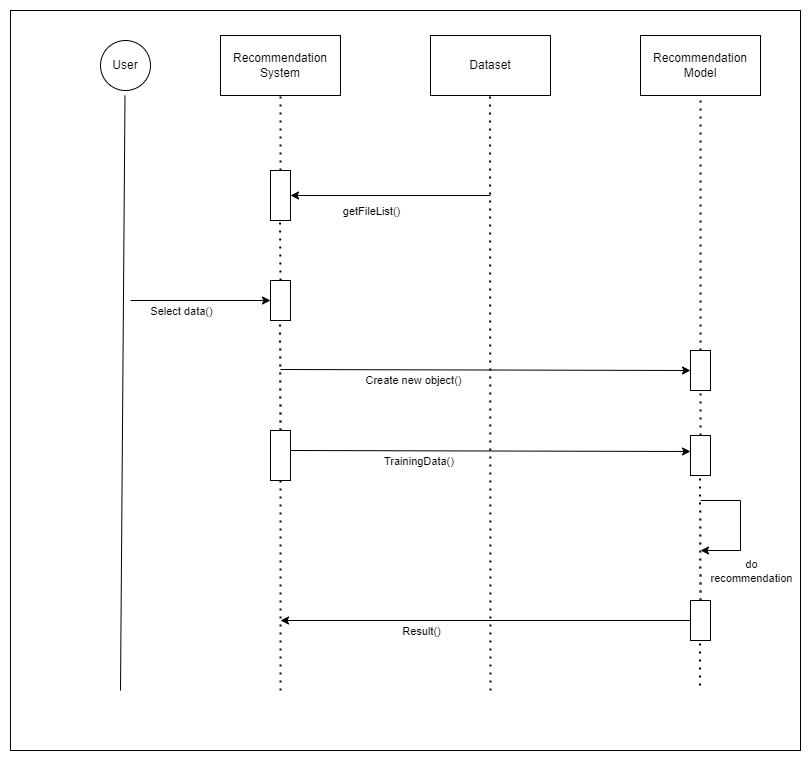 User
Recommendation
System
Dataset
Recommendation
Model
getFileList()
Select data()
Create new object()
TrainingData()
do
recommendation
Result()